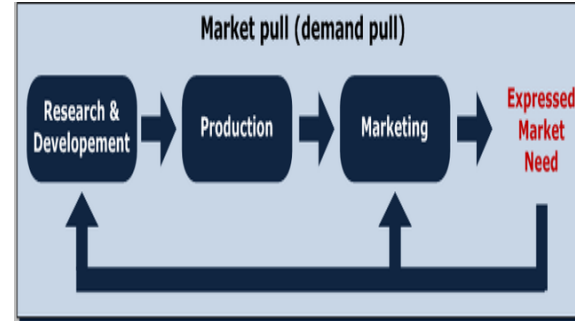 Market pull (demand pull)
Research &
Developement
Production
Marketing
Expressed
Market
Need